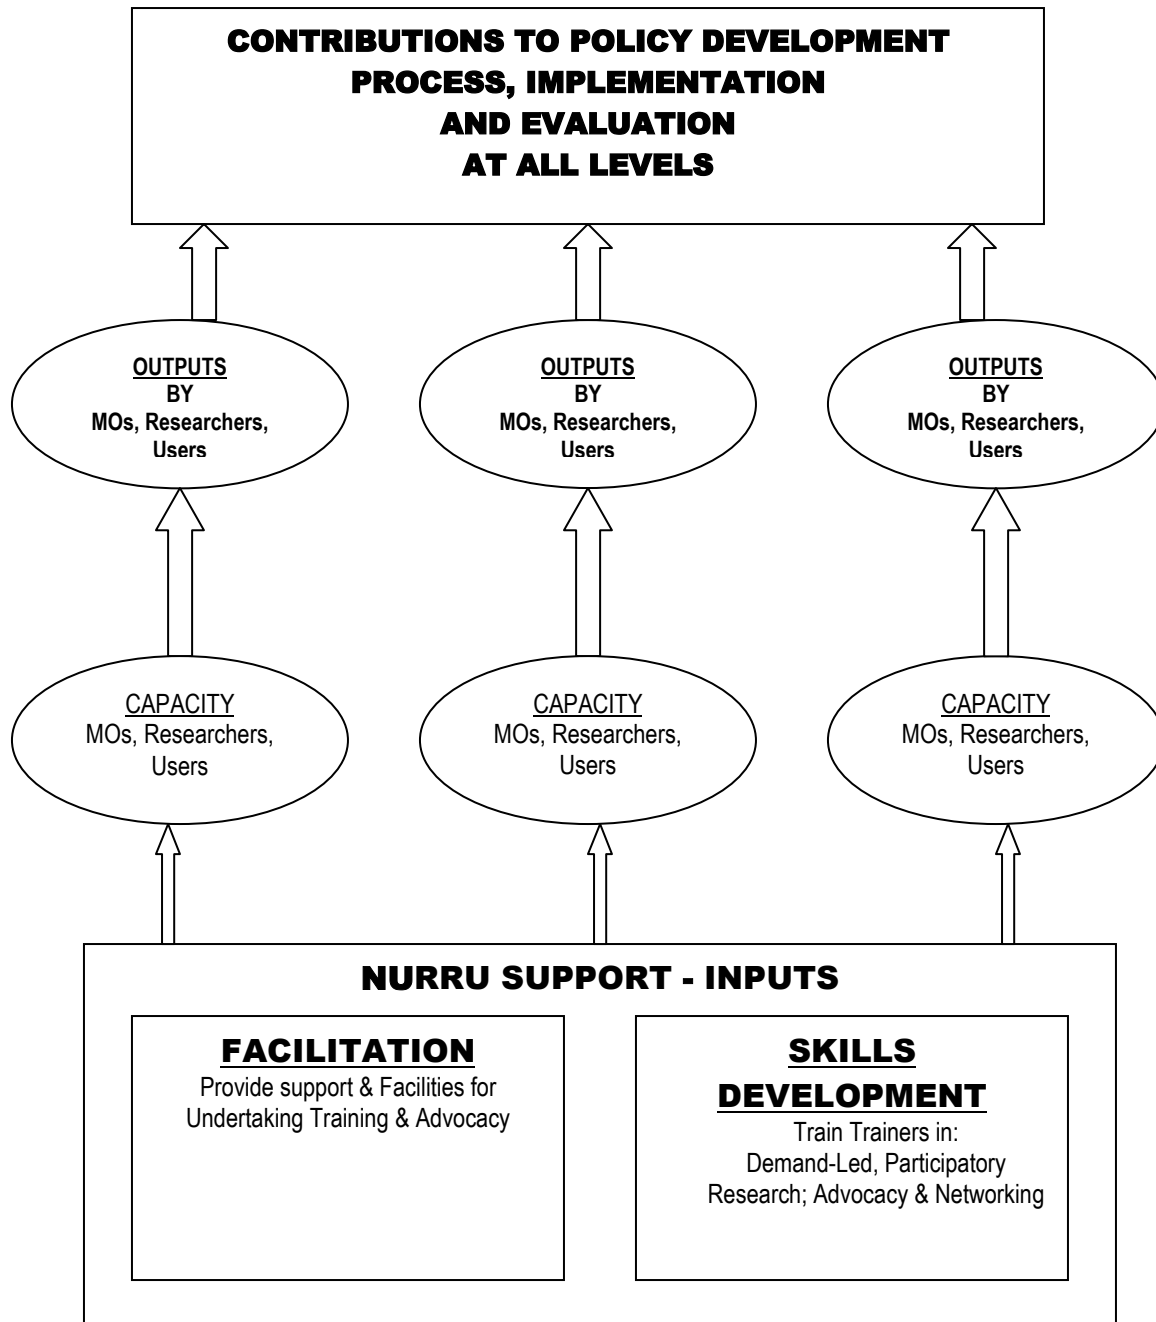 CONTRIBUTIONS TO POLICY DEVELOPMENT
PROCESS, IMPLEMENTATION
AND EVALUATION
AT ALL LEVELS
OUTPUTS
BY
MOs, Researchers,
Users
OUTPUTS
BY
MOs, Researchers,
Users
OUTPUTS
BY
MOs, Researchers,
Users
CAPACITY
MOs, Researchers,
Users
CAPACITY
MOs, Researchers,
Users
CAPACITY
MOs, Researchers,
Users
NURRU SUPPORT - INPUTS
FACILITATION
Provide support & Facilities for
Undertaking Training & Advocacy
SKILLS
DEVELOPMENT
Train Trainers in:
Demand-Led, Participatory
Research; Advocacy & Networking